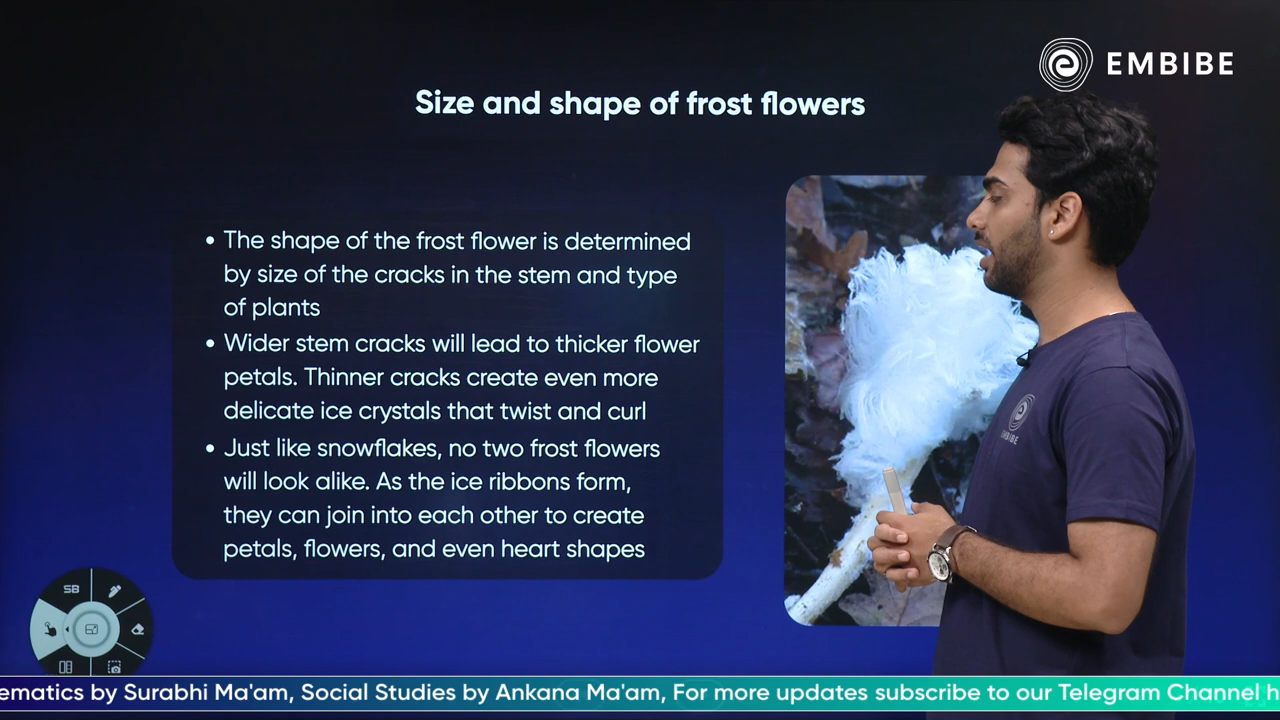 EMBIBE
Size and shape of frost flowers
• The shape of the frost flower is determined
by size of the cracks in the stem and type
of plants
• Wider stem cracks will lead to thicker flower
petals. Thinner cracks create even more
delicate ice crystals that twist and curl
• Just like snowflakes, no two frost flowers
will look alike. As the ice ribbons form,
they can join into each other to create
petals, flowers, and even heart shapes
SB
ematics by Surabhi Ma'am, Social Studies by Ankana Ma'am, For more updates subscribe to our Telegram Channel h